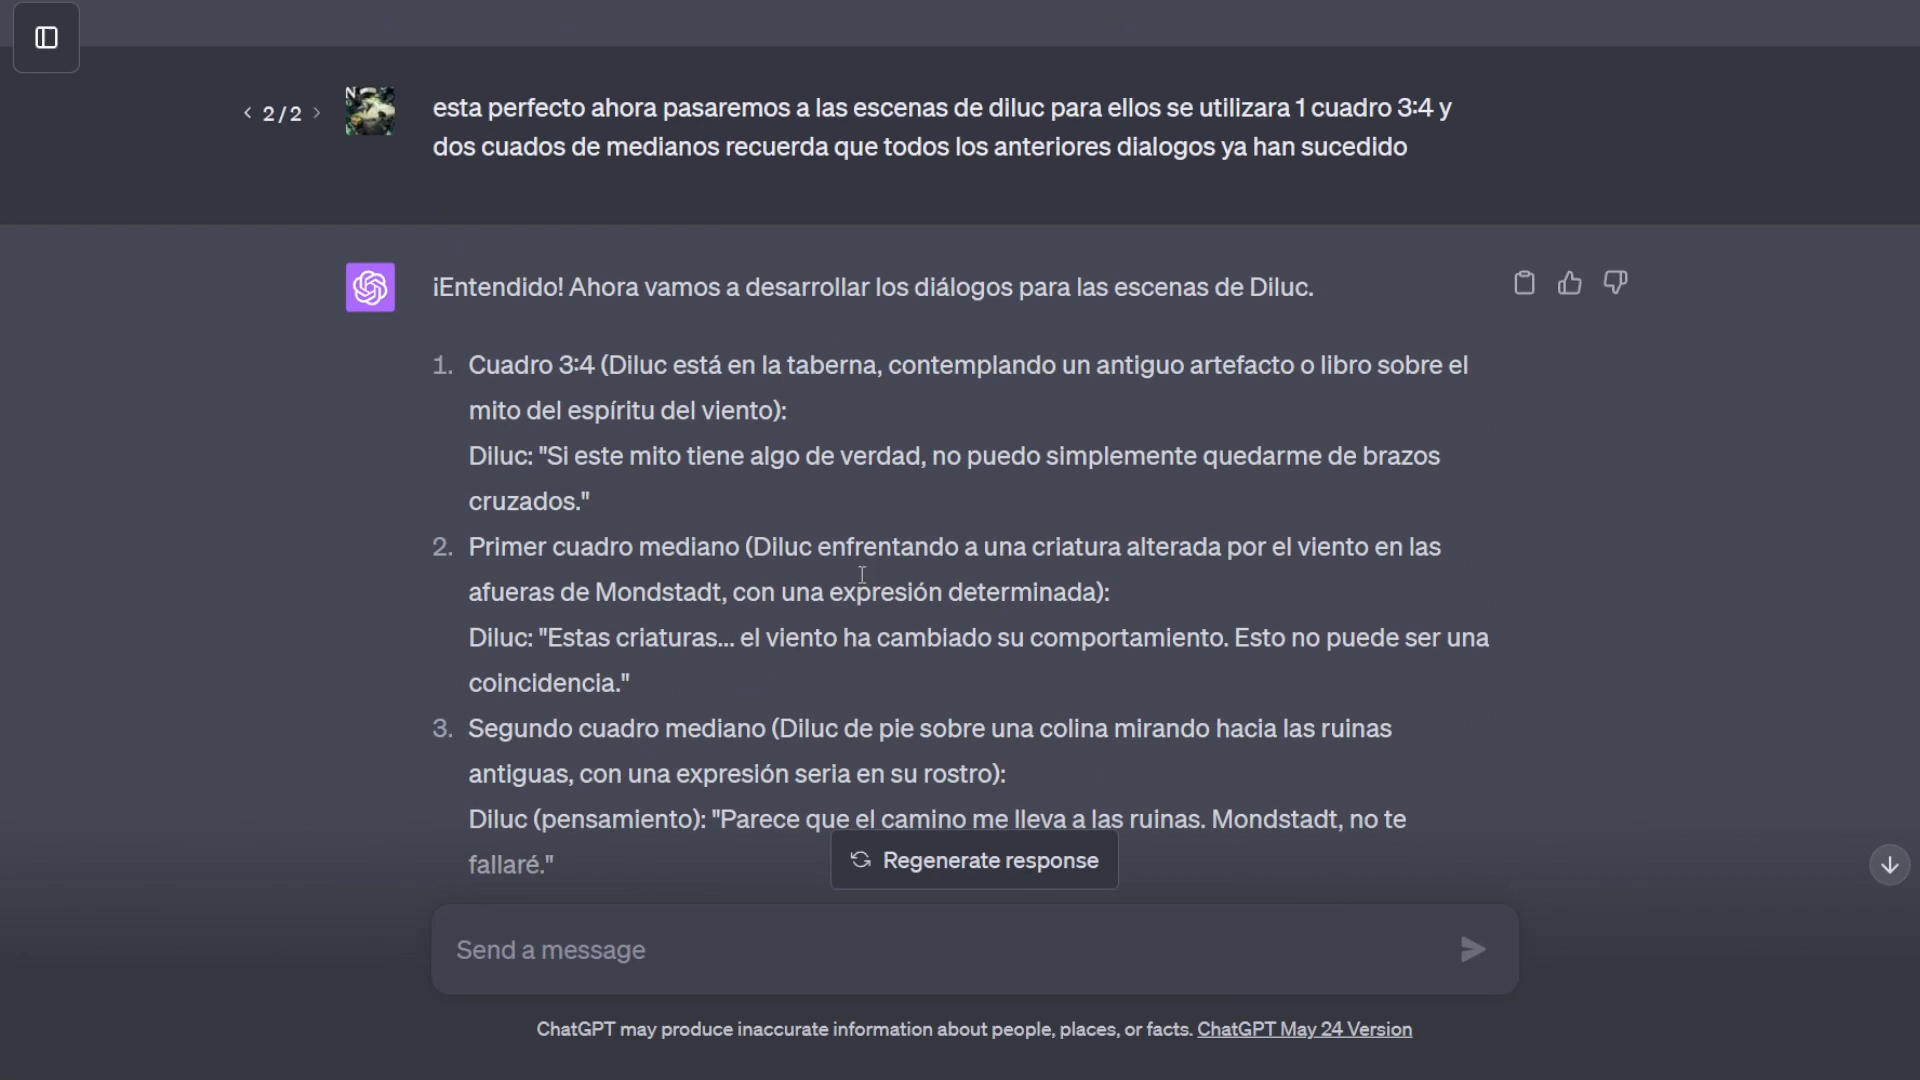 < 2/2 >
esta perfecto ahora pasaremos a las escenas de diluc para ellos se utilizara 1 cuadro 3:4 y
dos cuados de medianos recuerda que todos los anteriores dialogos ya han sucedido
¡Entendido! Ahora vamos a desarrollar los diálogos para las escenas de Diluc.
1. Cuadro 3:4 (Diluc está en la taberna, contemplando un antiguo artefacto o libro sobre el
mito del espíritu del viento):
Diluc: "Si este mito tiene algo de verdad, no puedo simplemente quedarme de brazos
cruzados."
2. Primer cuadro mediano (Diluc enfrentando a una criatura alterada por el viento en las
afueras de Mondstadt, con una expresión determinada):
Diluc: "Estas criaturas... el viento ha cambiado su comportamiento. Esto no puede ser una
coincidencia."
3. Segundo cuadro mediano (Diluc de pie sobre una colina mirando hacia las ruinas
antiguas, con una expresión seria en su rostro):
Diluc (pensamiento): "Parece que el camino me lleva a las ruinas. Mondstadt, no te
fallaré."
Regenerate response
Send a message
ChatGPT may produce inaccurate information about people, places, or facts. ChatGPT May 24 Version